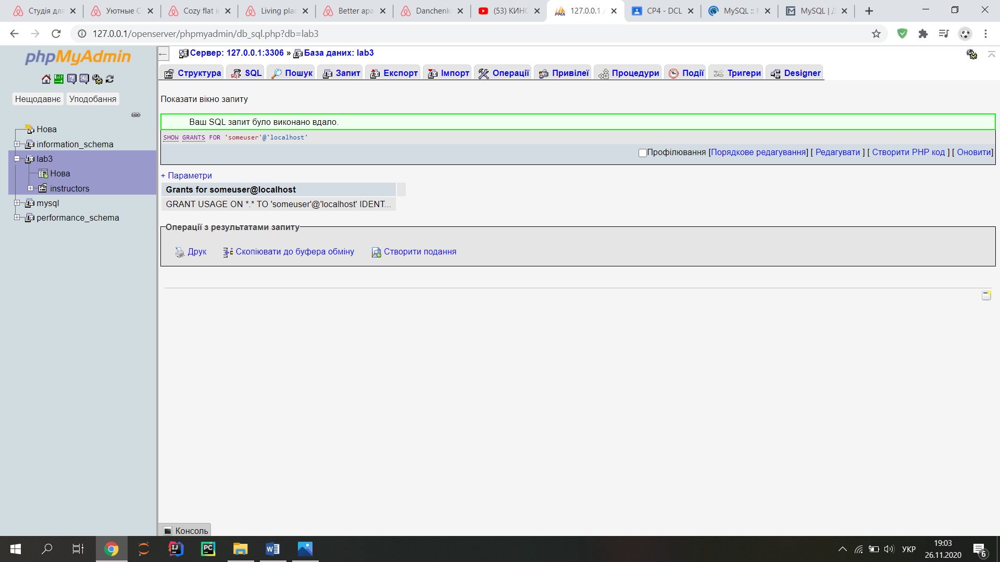 Студія для
Уютные С
Cozy flat in
Living plac
Better apa
Danchenk
(53) КИНО
127.0.0.1 /
CP4 - DCL
MySQL :: M
MySQL | Д
127.0.0.1/openserver/phpmyadmin/db_sql.php?db=lab3
phpMyAdmin
Нещодавнє Уподобання
Нова
information_schema
lab3
Нова
instructors
mysql
performance_schema
Сервер: 127.0.0.1:3306 » База даних: lab3
Структура SQL Пошук Запит Експорт Імпорт Операції Привілеї Процедури Події Тригери Designer
Показати вікно запиту
Ваш SQL запит було виконано вдало.
SHOW GRANTS FOR 'someuser'@'localhost'
Профілювання [Порядкове редагування] [ Редагувати ] [ Створити PHP код ] [ Оновити]
+ Параметри
Grants for someuser@localhost
GRANT USAGE ON *.* TO 'someuser'@'localhost' IDENT...
Операції з результатами запиту
Друк Скопіювати до буфера обміну Створити подання
Консоль
УКР
19:03
26.11.2020
6